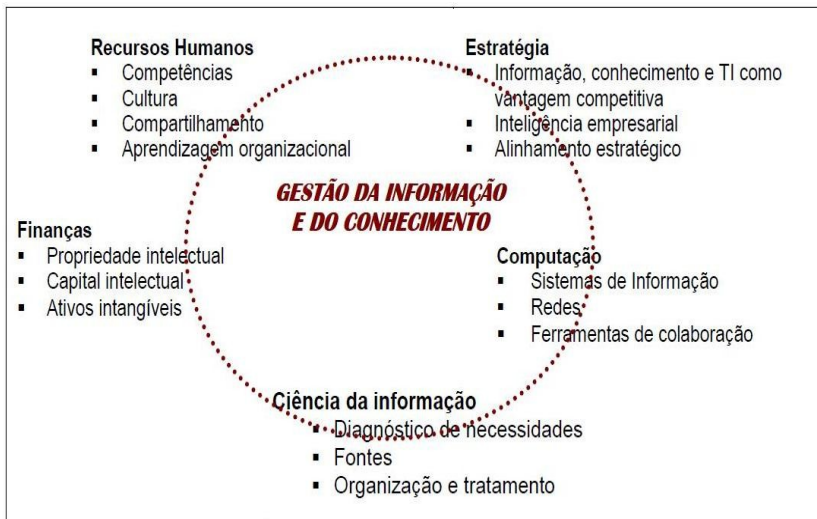 Recursos Humanos
▪ Competências
▪ Cultura
▪ Compartilhamento
▪ Aprendizagem organizacional
Estratégia
▪ Informação, conhecimento e TI como
vantagem competitiva
▪ Inteligência empresarial
▪ Alinhamento estratégico
GESTÃO DA INFORMAÇÃO
E DO CONHECIMENTO
Finanças
▪ Propriedade intelectual
▪ Capital intelectual
▪ Ativos intangíveis
Computação
▪ Sistemas de Informação
▪ Redes
▪ Ferramentas de colaboração
Ciência da informação
▪ Diagnóstico de necessidades
▪ Fontes
▪ Organização e tratamento